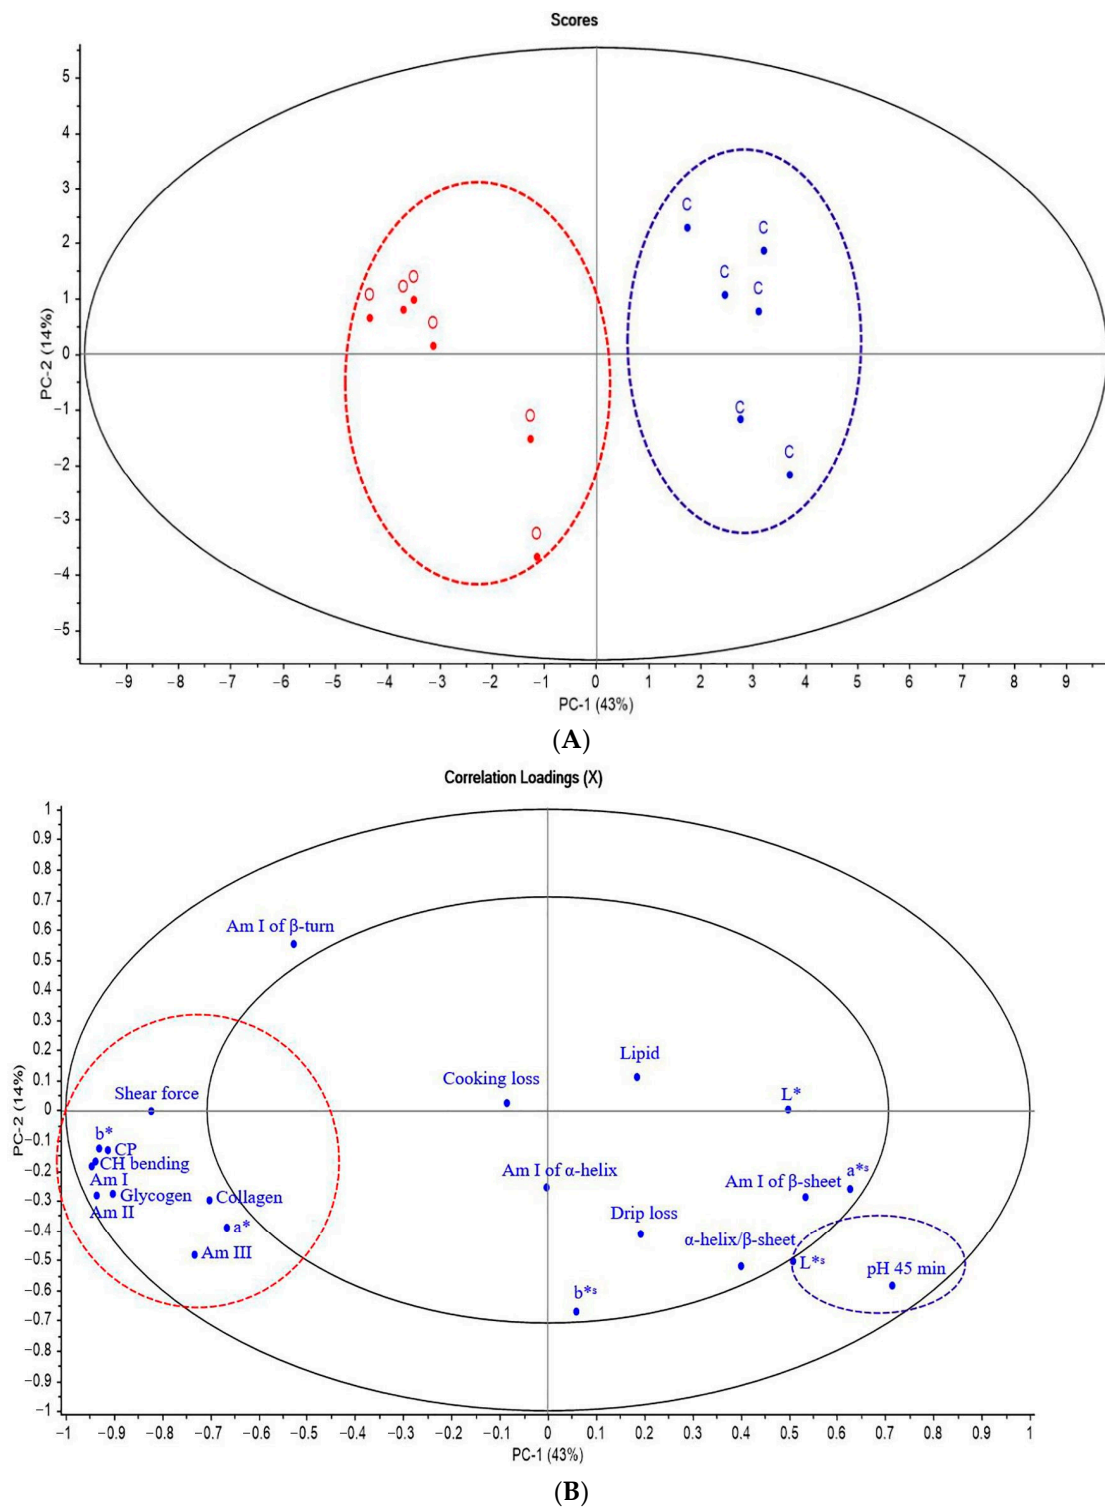 Scores
5
4
3
2
1
0
−1
−2
−3
−4
−5
PC-2 (14%)
C
C
C
C
C
C
O
O
O
O
O
O
−9 −8 −7 −6 −5 −4 −3 −2 −1 0 1 2 3 4 5 6 7 8 9
PC-1 (43%)
(A)
Correlation Loadings (X)
1
0.9
0.8
0.7
0.6
0.5
0.4
0.3
0.2
0.1
0
−0.1
−0.2
−0.3
−0.4
−0.5
−0.6
−0.7
−0.8
−0.9
−1
PC-2 (14%)
Am I of β-turn
Lipid
Cooking loss
Shear force
L*
b*
CP
CH bending
Am I
Am I of α-helix
Am I of β-sheet
a*s
Glycogen
Collagen
Am II
Drip loss
a*
α-helix/β-sheet
Am III
L*s
pH 45 min
b*s
−1 −0.9 −0.8 −0.7 −0.6 −0.5 −0.4 −0.3 −0.2 −0.1 0 0.1 0.2 0.3 0.4 0.5 0.6 0.7 0.8 0.9 1
PC-1 (43%)
(B)